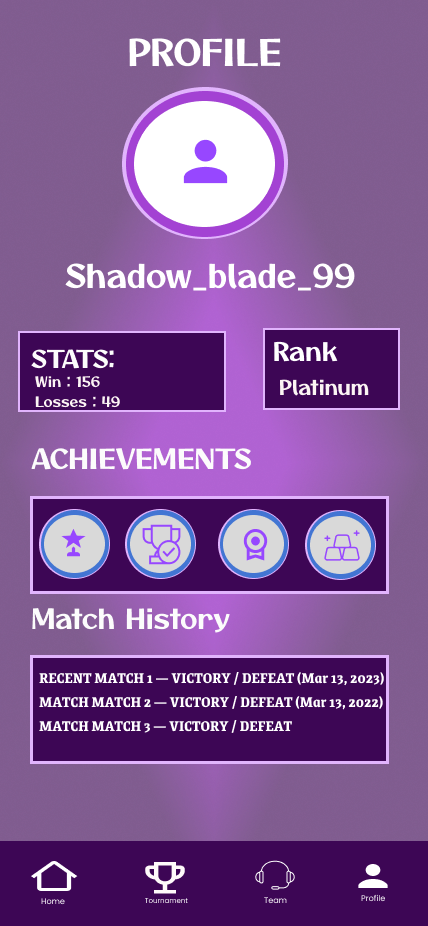 PROFILE
Shadow_blade_99
STATS:
Win : 156
Losses : 49
Rank
Platinum
ACHIEVEMENTS
Match History
RECENT MATCH 1 — VICTORY / DEFEAT (Mar 13, 2023)
MATCH MATCH 2 — VICTORY / DEFEAT (Mar 13, 2022)
MATCH MATCH 3 — VICTORY / DEFEAT
Home
Tournament
Team
Profile